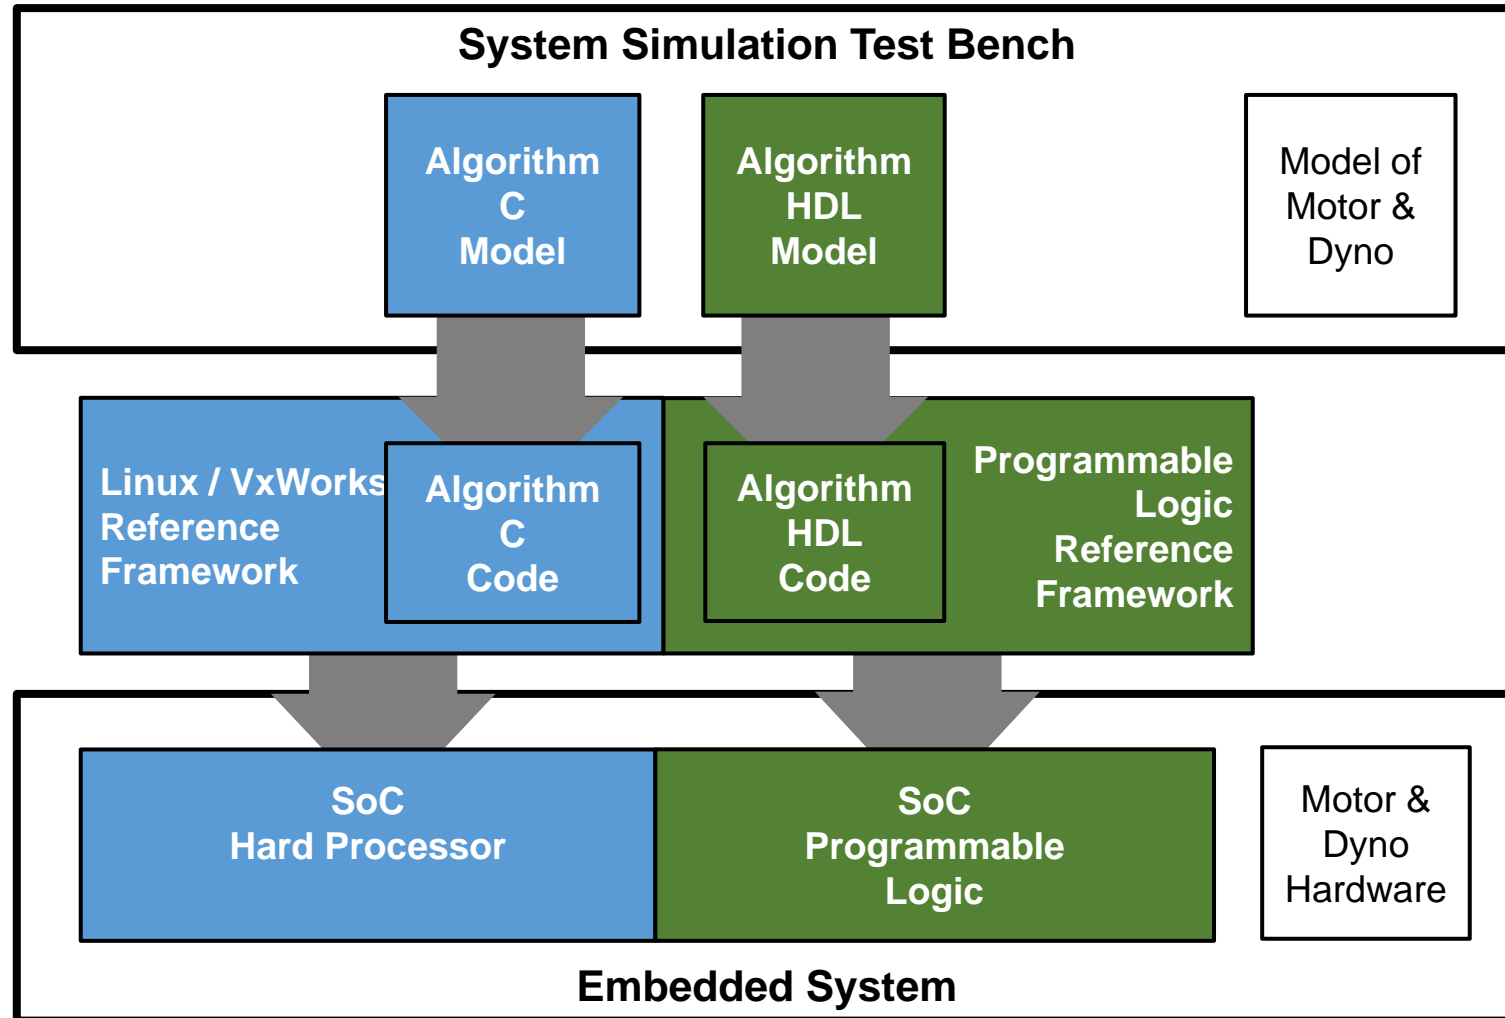 System Simulation Test Bench
Algorithm
C
Model
Algorithm
HDL
Model
Model of
Motor &
Dyno
Linux / VxWorks
Reference
Framework
Algorithm
C
Code
Algorithm
HDL
Code
Programmable
Logic
Reference
Framework
SoC
Hard Processor
SoC
Programmable
Logic
Motor &
Dyno
Hardware
Embedded System